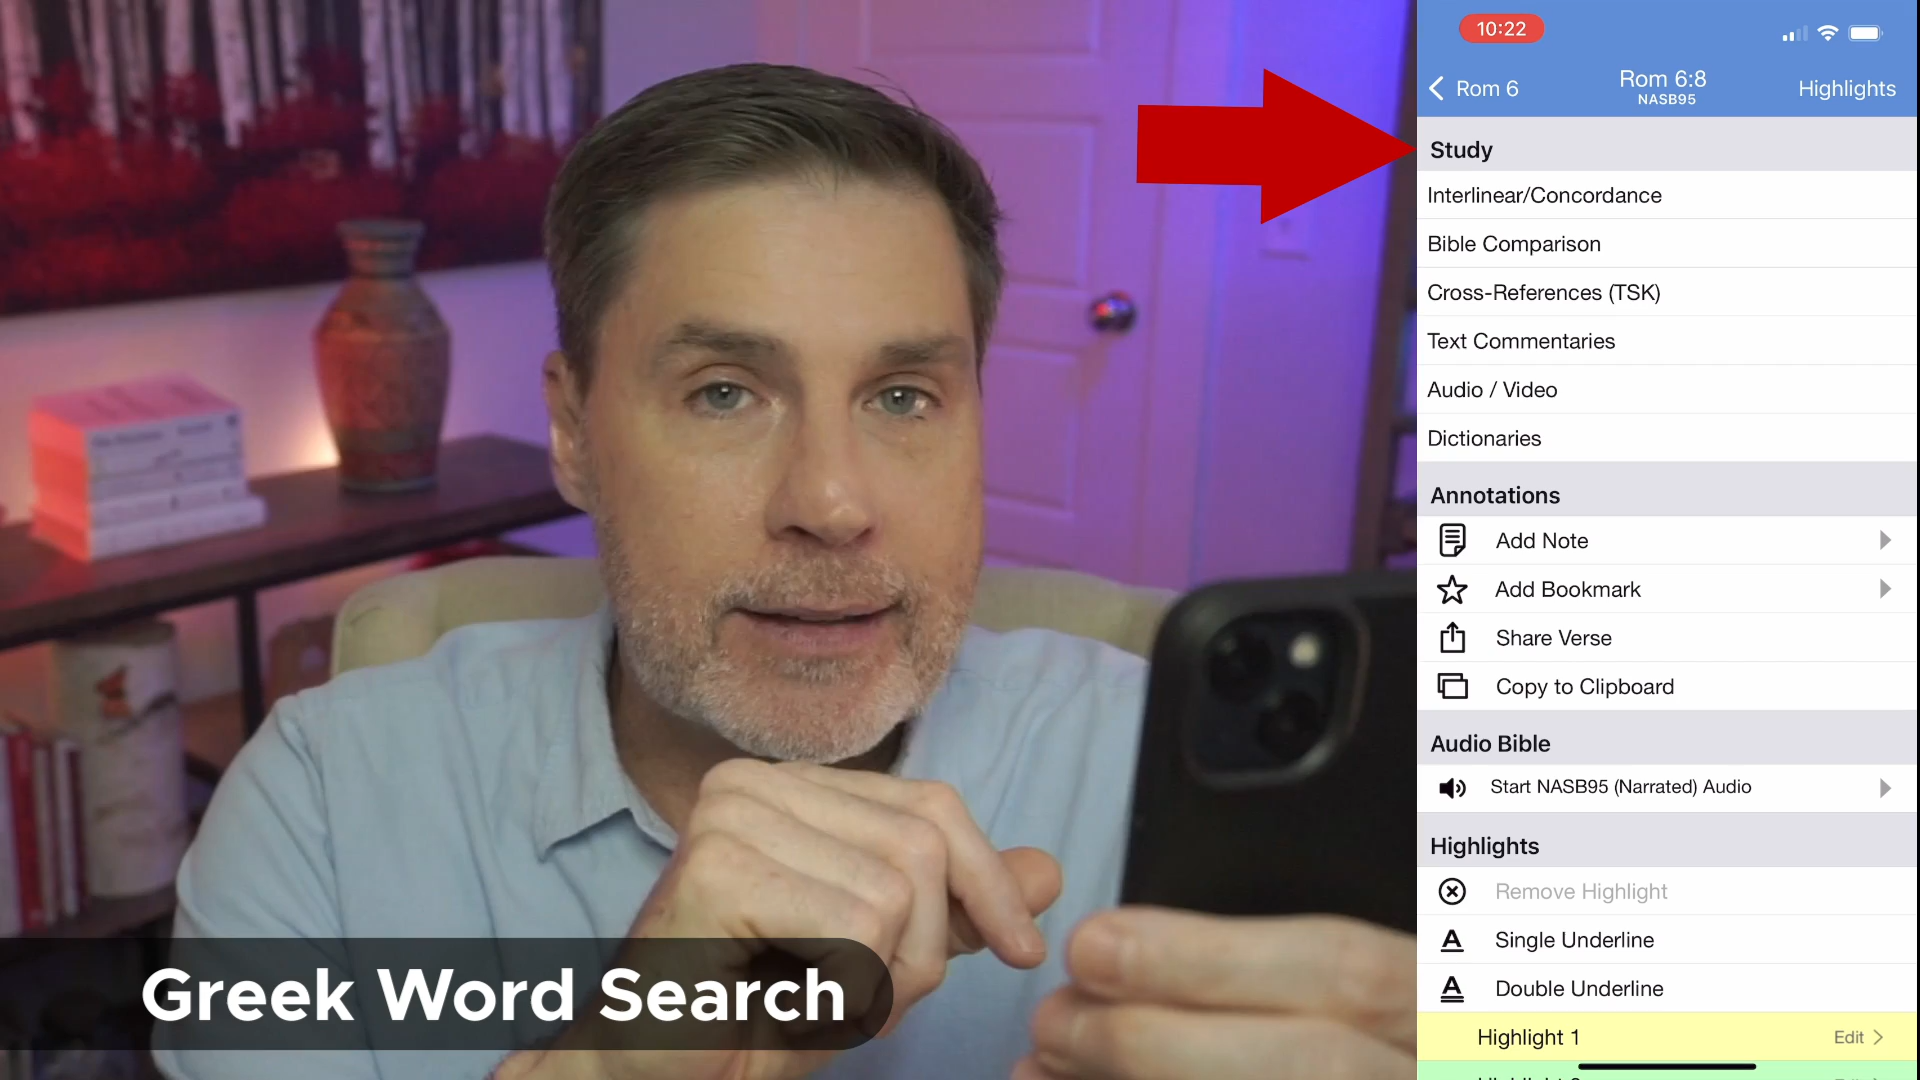 10:22
Rom 6
Rom 6:8
NASB95
Highlights
Study
Interlinear/Concordance
Bible Comparison
Cross-References (TSK)
Text Commentaries
Audio / Video
Dictionaries
Annotations
Add Note
Add Bookmark
Share Verse
Copy to Clipboard
Audio Bible
Start NASB95 (Narrated) Audio
Highlights
Remove Highlight
A Single Underline
A Double Underline
Highlight 1
Edit
Greek Word Search